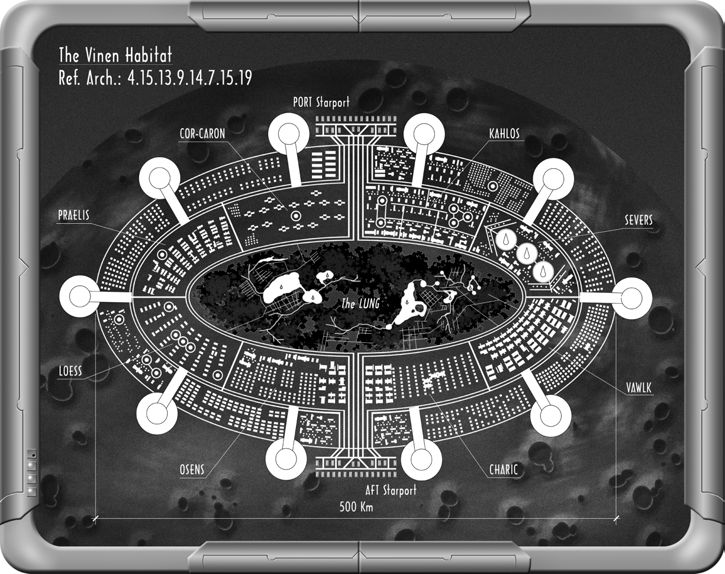 The Vinen Habitat
Ref. Arch.: 4.15.13.9.14.7.15.19
PORT Starport
COR-CARON
KAHLOS
PRAELIS
SEVERS
The LUNG
LOESS
VAWLK
OSENS
CHARIC
AFT Starport
500 Km